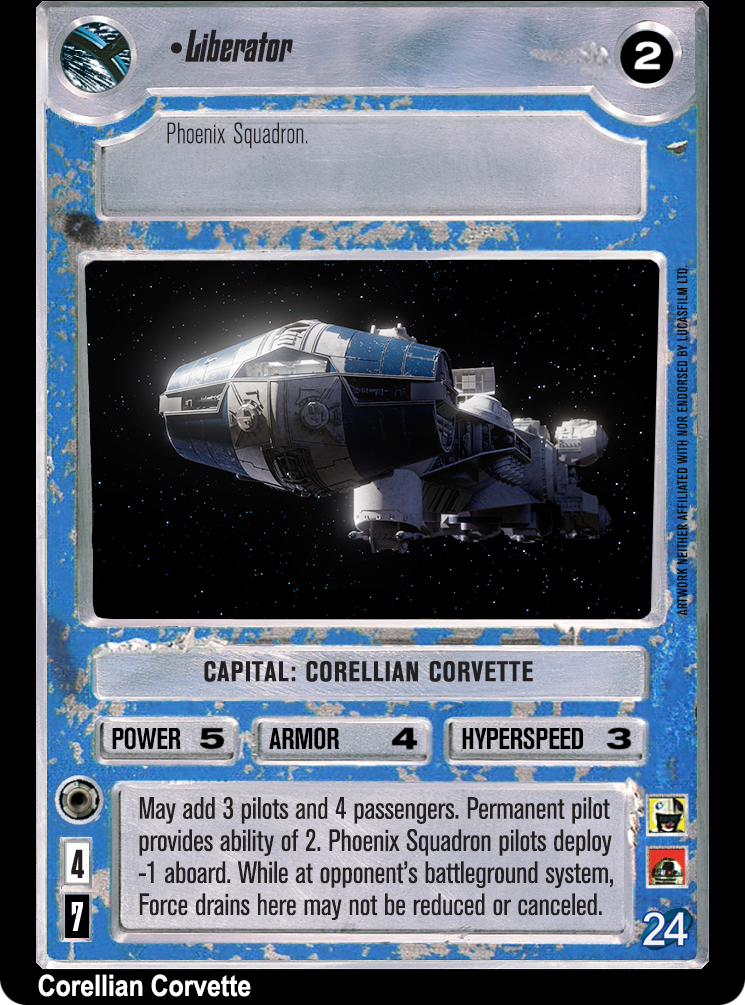 •Liberator
2
Phoenix Squadron.
ARTWORK NEITHER AFFILIATED WITH NOR ENDORSED BY LUCASFILM LTD.
CAPITAL: CORELLIAN CORVETTE
POWER 5
ARMOR 4
HYPERSPEED 3
May add 3 pilots and 4 passengers. Permanent pilot
provides ability of 2. Phoenix Squadron pilots deploy
-1 aboard. While at opponent's battleground system,
Force drains here may not be reduced or canceled.
4
7
24
Corellian Corvette